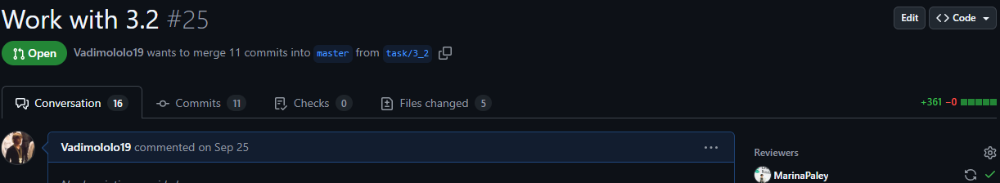 Work with 3.2 #25
Edit
Code
Open
Vadimololo19 wants to merge 11 commits into master from task/3_2
Conversation 16
Commits 11
Checks 0
Files changed 5
+361 −0
Vadimololo19 commented on Sep 25
Reviewers
MarinaPaley